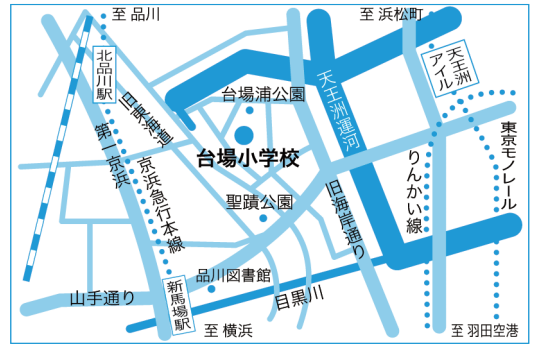 至 品川
至 浜松町
北品川駅
天王洲
アイル
旧東海道
台場浦公園
天王洲運河
第一京浜
京浜急行本線
台場小学校
りんかい線
東京モノレール
聖蹟公園
旧海岸通り
品川図書館
山手通り
新馬場駅
目黒川
至 横浜
至 羽田空港